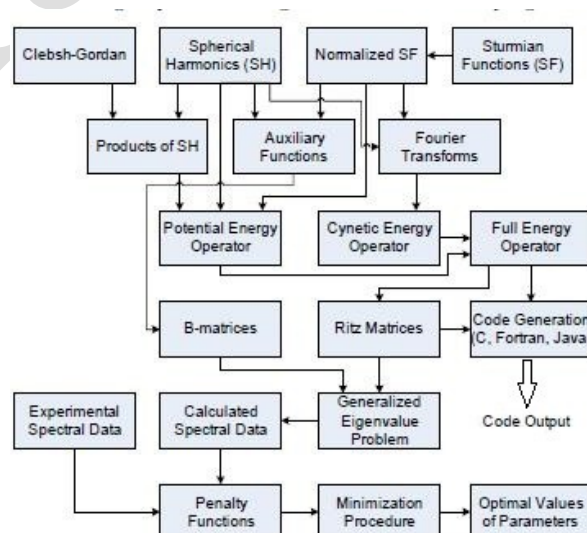 Clebsh-Gordan
Spherical
Harmonics (SH)
Normalized SF
Sturmian
Functions (SF)
Products of SH
Auxiliary
Functions
Fourier
Transforms
Potential Energy
Operator
Cynetic Energy
Operator
Full Energy
Operator
B-matrices
Ritz Matrices
Code Generation
(C, Fortran, Java
Experimental
Spectral Data
Calculated
Spectral Data
Generalized
Eigenvalue
Problem
Code Output
Penalty
Functions
Minimization
Procedure
Optimal Values
of Parameters